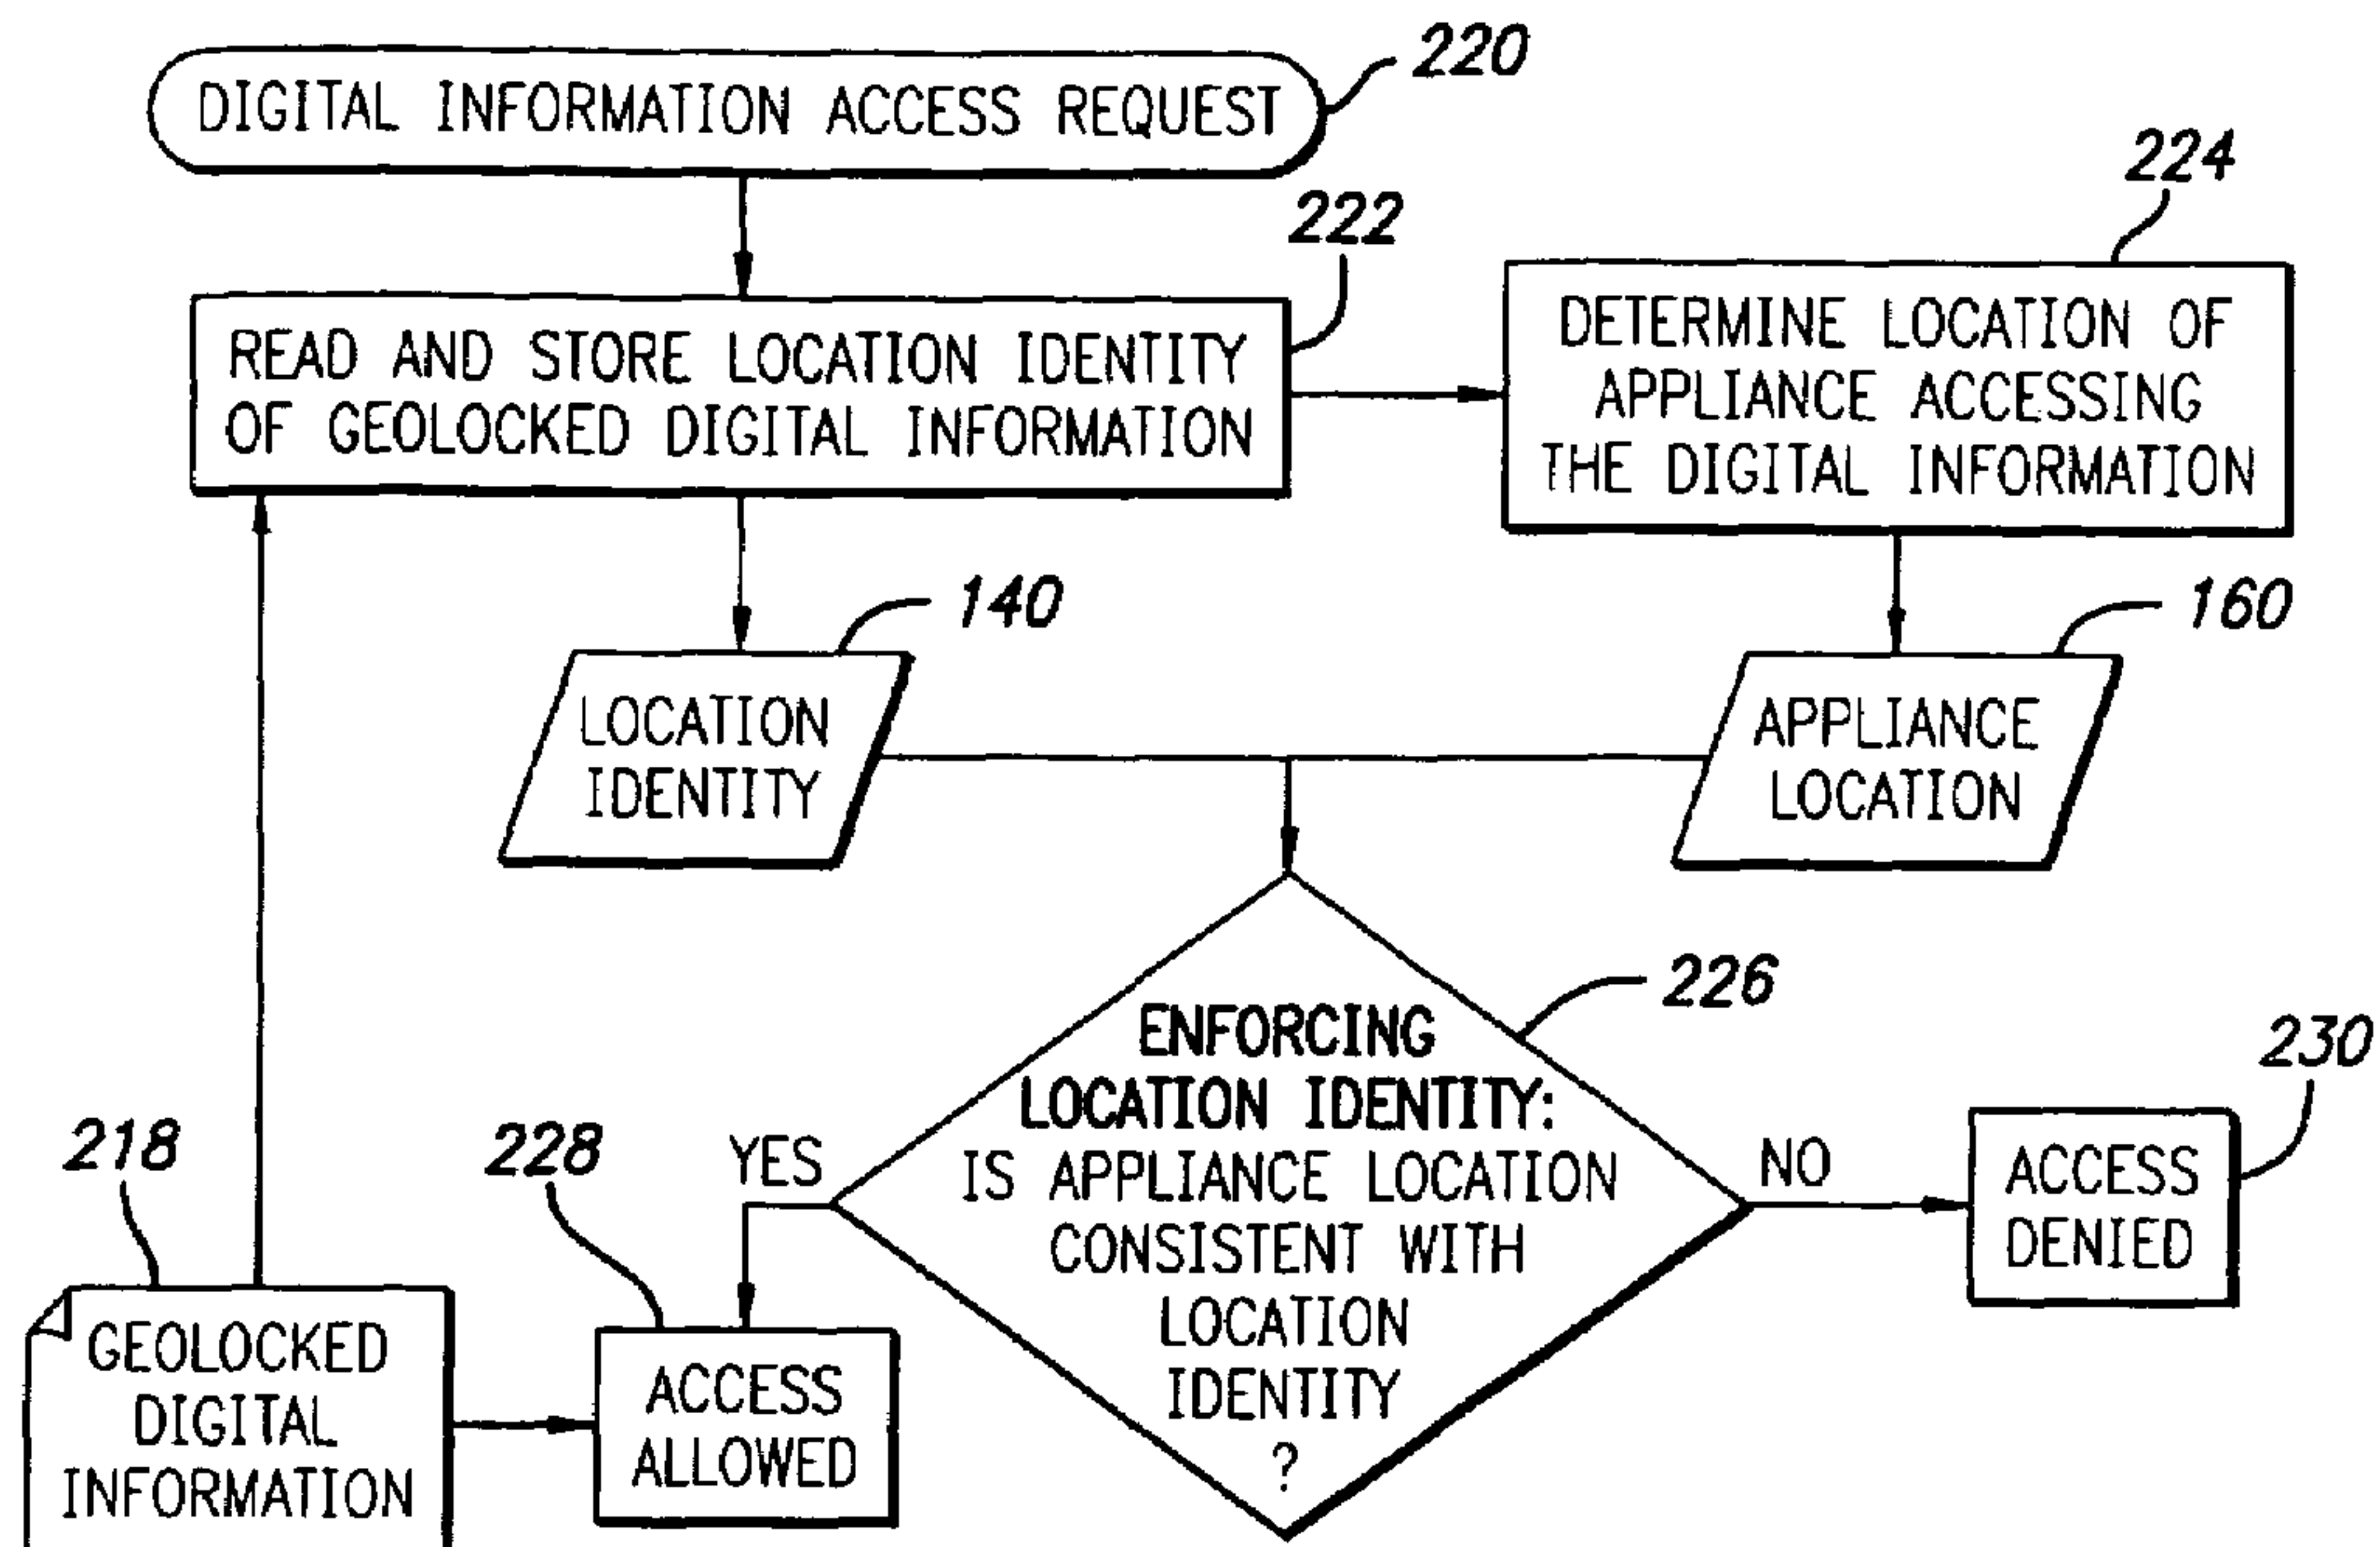 220
DIGITAL INFORMATION ACCESS REQUEST
224
222
READ AND STORE LOCATION IDENTITY
OF GEOLOCKED DIGITAL INFORMATION
DETERMINE LOCATION OF
APPLIANCE ACCESSING
THE DIGITAL INFORMATION
140
160
LOCATION
IDENTITY
APPLIANCE
LOCATION
226
ENFORCING
LOCATION IDENTITY:
IS APPLIANCE LOCATION
CONSISTENT WITH
LOCATION
IDENTITY
?
230
NO
ACCESS
DENIED
218
228
YES
GEOLOCKED
DIGITAL
INFORMATION
ACCESS
ALLOWED